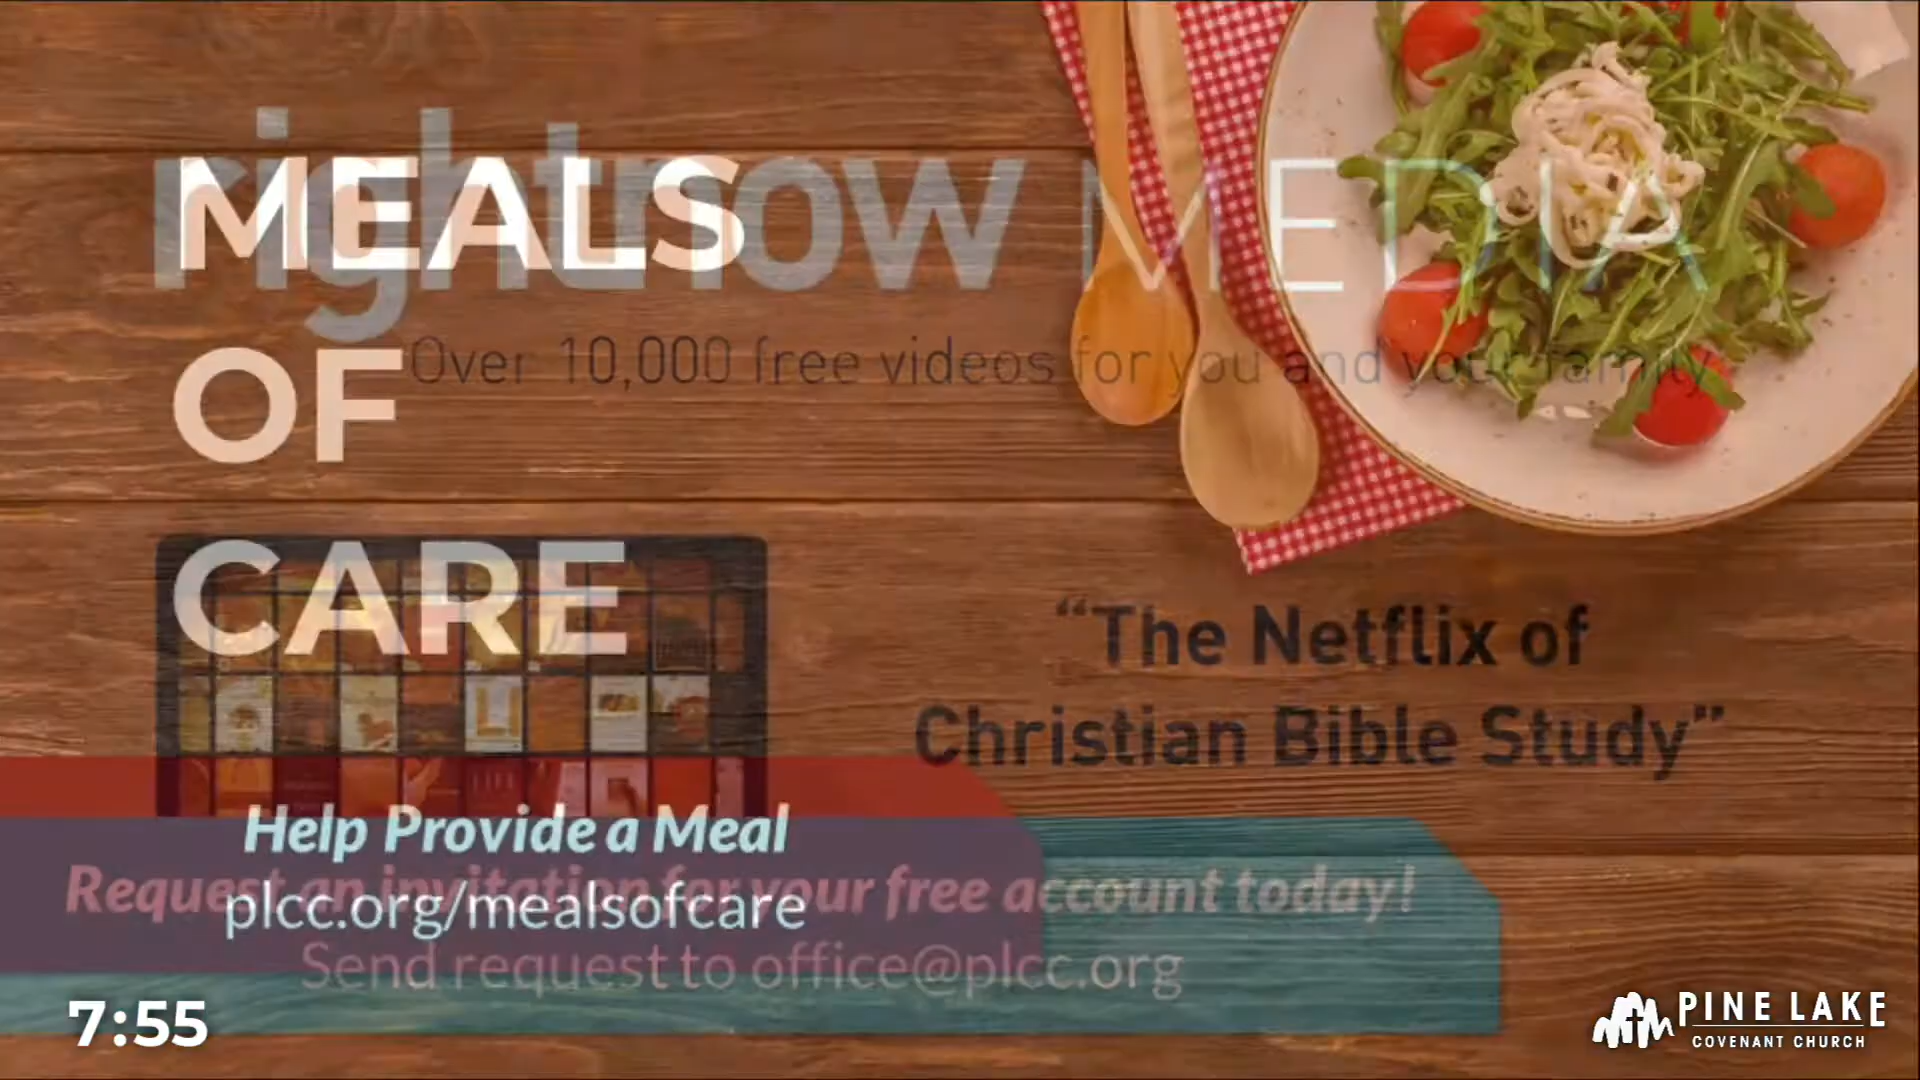 MEALS
OF
CARE
rightnow MEDIA
Over 10,000 free videos for you and your family
“The Netflix of
Christian Bible Study”
Help Provide a Meal
plcc.org/mealsofcare
Request an invitation for your free account today!
Send request to office@plcc.org
7:55
PINE LAKE
COVENANT CHURCH